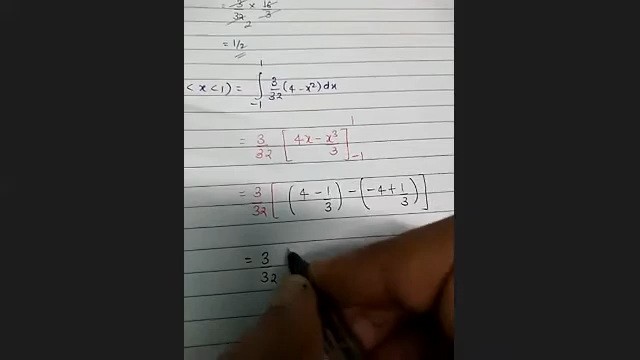 = 3/32 × 16/3
2
= 1/2
< x < 1) = ∫_{-1}^{1} 3/32 (4 - x²) dx
= 3/32 [ 4x - x³/3 ]_{-1}^{1}
= 3/32 [ (4 - 1/3) - (-4 + 1/3) ]
= 3/32